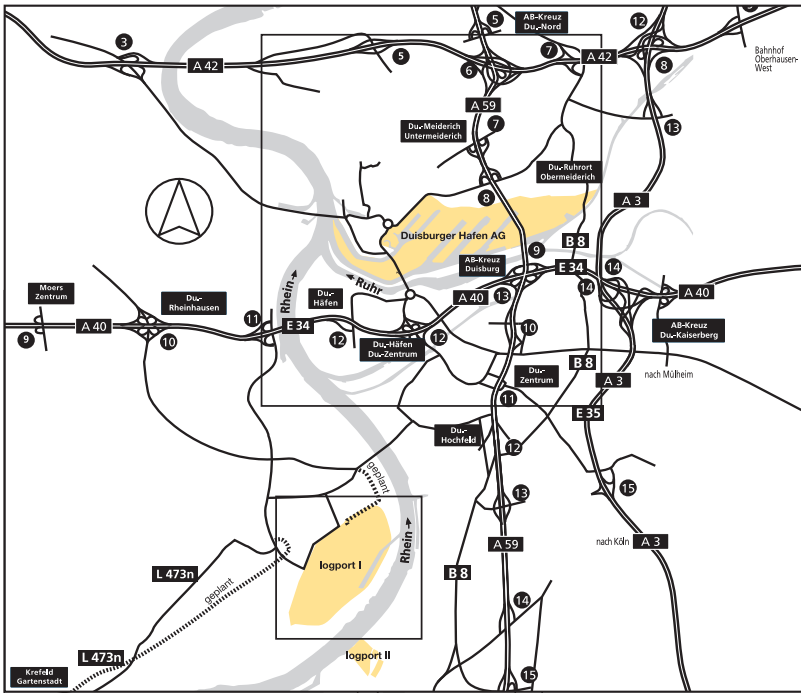 5
AB-Kreuz
Du.-Nord
12
3
A 42
5
6
7
A 42
8
Bahnhof
Oberhausen-
West
A 59
7
Du.-Meiderich
Untermeiderich
13
8
Du.-Ruhrort
Obermeiderich
A 3
Duisburger Hafen AG
B 8
9
AB-Kreuz
Duisburg
E 34
14
14
Moers
Zentrum
Du.-
Rheinhausen
Rhein
Ruhr
Du.-
Häfen
A 40
13
A 40
9
A 40
10
11
E 34
12
Du.-Häfen
Du.-Zentrum
12
10
AB-Kreuz
Du.-Kaiserberg
B 8
nach Mülheim
Du.-
Zentrum
A 3
11
E 35
Du.-
Hochfeld
12
geplant
15
13
Rhein
A 59
nach Köln
A 3
logport I
L 473n
geplant
B 8
14
logport II
L 473n
Krefeld
Gartenstadt
15